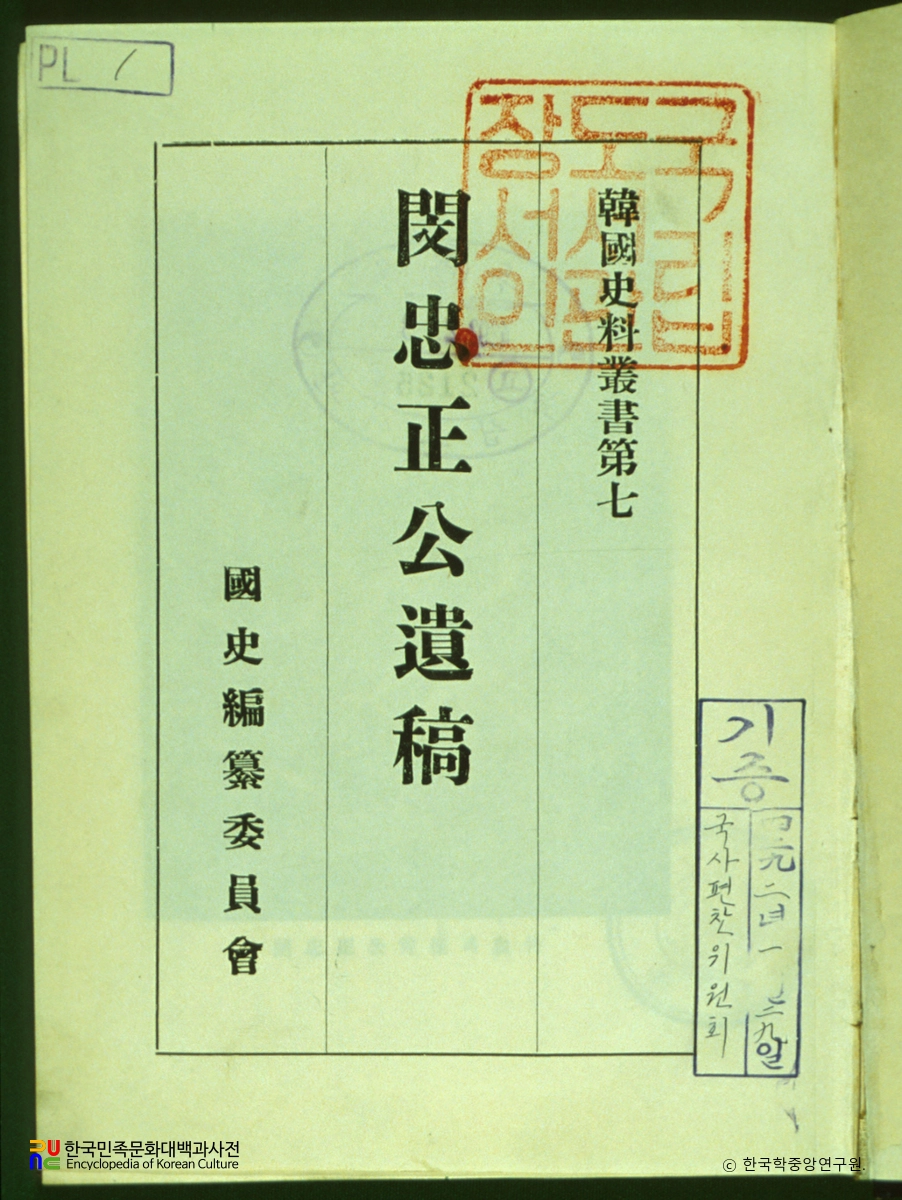 PL 1
국립
도서관
장서인
韓國史料叢書第七
閔忠正公遺稿
國史編纂委員會
기증
국사편찬위원회
한국민족문화대백과사전
Encyclopedia of Korean Culture
ⓒ 한국학중앙연구원.